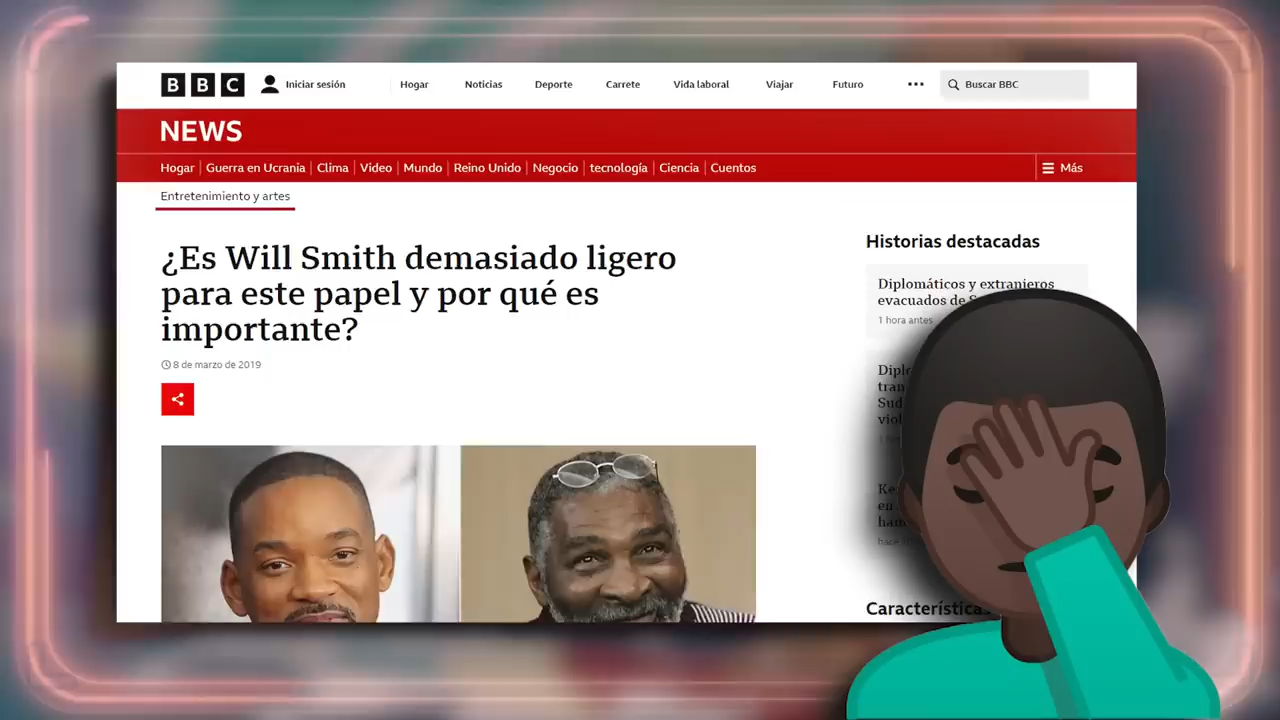 BBC
Iniciar sesión
Hogar
Noticias
Deporte
Carrete
Vida laboral
Viajar
Futuro
Buscar BBC
NEWS
Hogar
Guerra en Ucrania
Clima
Video
Mundo
Reino Unido
Negocio
tecnología
Ciencia
Cuentos
Más
Entretenimiento y artes
¿Es Will Smith demasiado ligero
para este papel y por qué es
importante?
8 de marzo de 2019
Historias destacadas
Diplomáticos y extranjeros
evacuados de
1 hora antes
Características